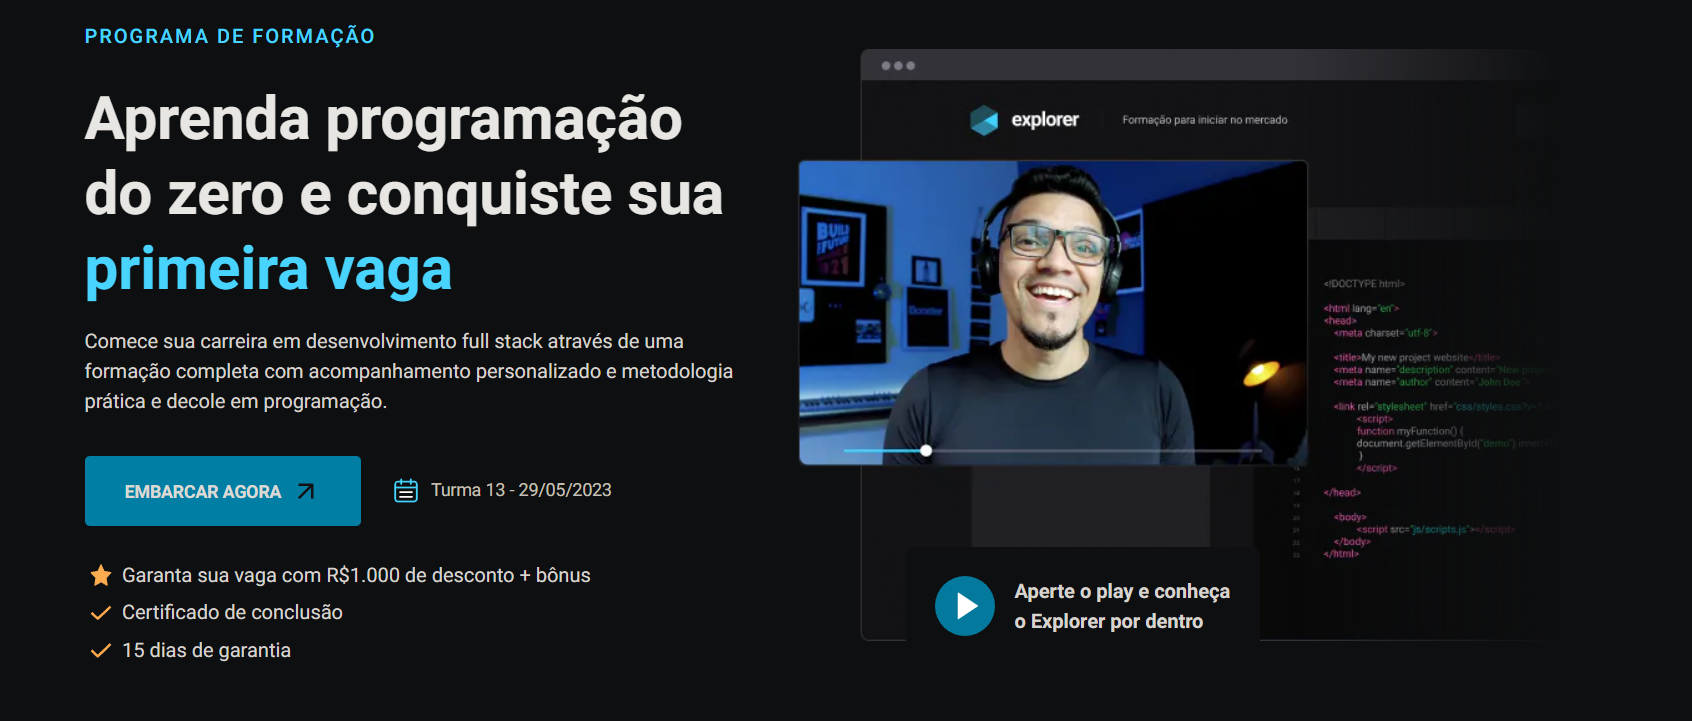 PROGRAMA DE FORMAÇÃO
Aprenda programação
do zero e conquiste sua
primeira vaga
Comece sua carreira em desenvolvimento full stack através de uma
formação completa com acompanhamento personalizado e metodologia
prática e decole em programação.
EMBARCAR AGORA
Turma 13 - 29/05/2023
Garanta sua vaga com R$1.000 de desconto + bônus
Certificado de conclusão
15 dias de garantia
explorer
Formação para iniciar no mercado
BUILD
FUTURE
Booster
<!DOCTYPE html>
<html lang="en">
<head>
<meta charset="utf-8">
<title>My new project website</title>
<meta name="description" content="New
<meta name="author" content="John Doe">
<link rel="stylesheet" href="css/styles.css?v=
<script>
function myFunction() {
document.getElementById("demo")
}
</script>
</head>
<body>
<script src="js/scripts.js"></script>
</body>
</html>
Aperte o play e conheça
o Explorer por dentro